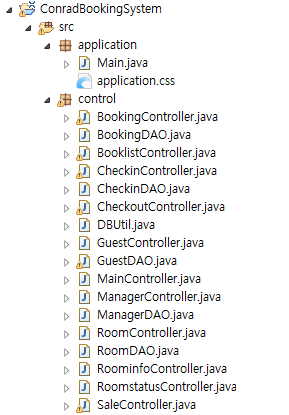 ConradBookingSystem
src
application
Main.java
application.css
control
BookingController.java
BookingDAO.java
BooklistController.java
CheckinController.java
CheckinDAO.java
CheckoutController.java
DBUtil.java
GuestController.java
GuestDAO.java
MainController.java
ManagerController.java
ManagerDAO.java
RoomController.java
RoomDAO.java
RoominfoController.java
RoomstatusController.java
SaleController.java